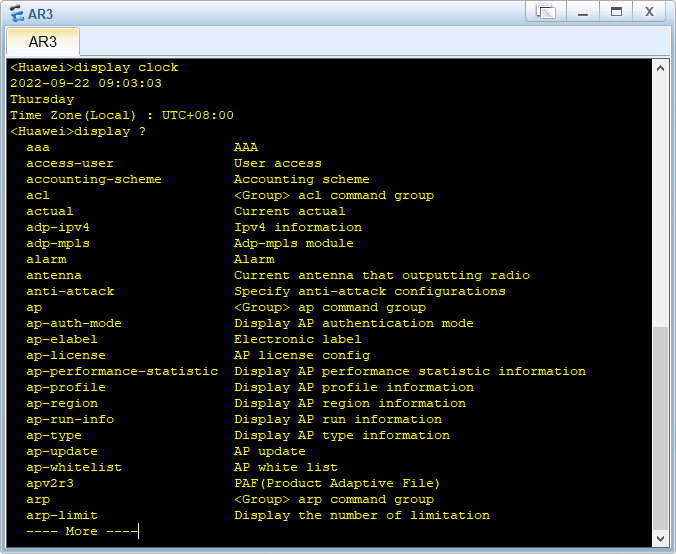 AR3
AR3
<Huawei>display clock
2022-09-22 09:03:03
Thursday
Time Zone(Local) : UTC+08:00
<Huawei>display ?
aaa AAA
access-user User access
accounting-scheme Accounting scheme
acl <Group> acl command group
actual Current actual
adp-ipv4 Ipv4 information
adp-mpls Adp-mpls module
alarm Alarm
antenna Current antenna that outputting radio
anti-attack Specify anti-attack configurations
ap <Group> ap command group
ap-auth-mode Display AP authentication mode
ap-elabel Electronic label
ap-license AP license config
ap-performance-statistic Display AP performance statistic information
ap-profile Display AP profile information
ap-region Display AP region information
ap-run-info Display AP run information
ap-type Display AP type information
ap-update AP update
ap-whitelist AP white list
apv2r3 PAF(Product Adaptive File)
arp <Group> arp command group
arp-limit Display the number of limitation
---- More ----